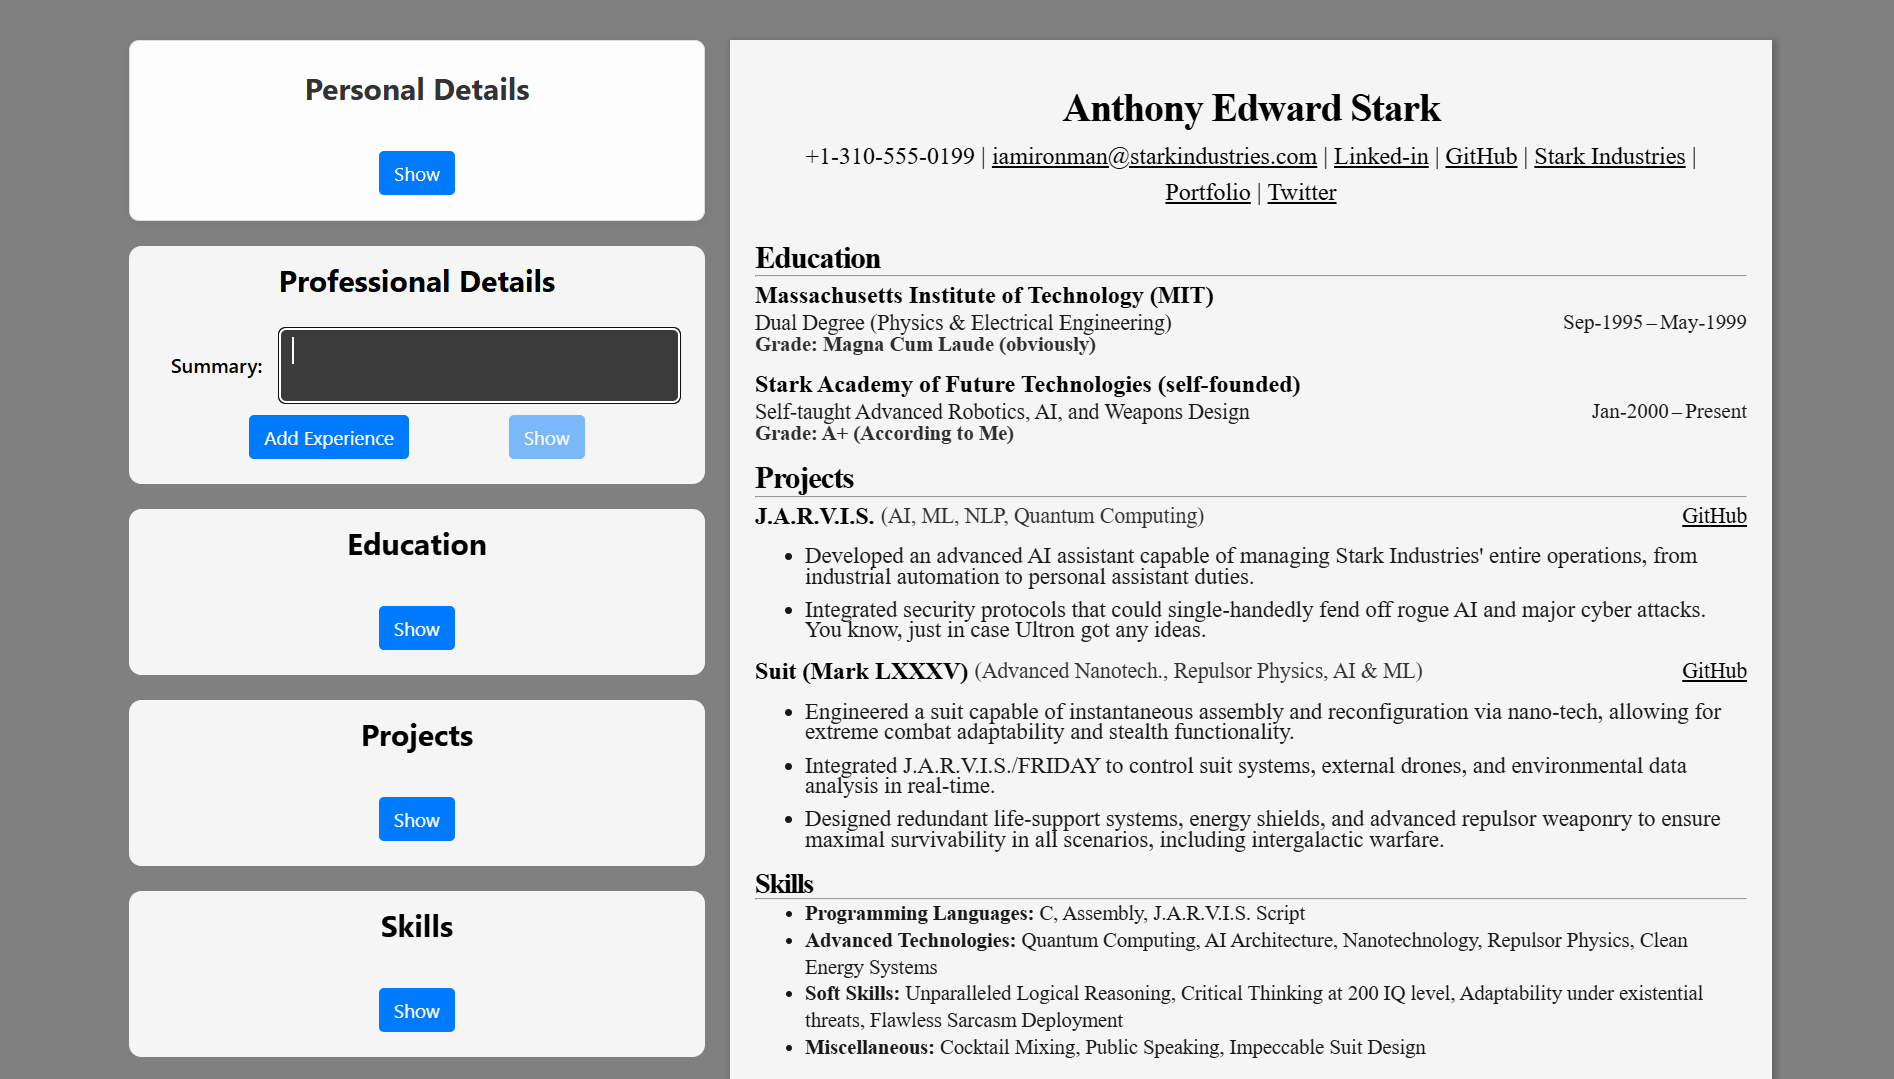 Personal Details
Show
Professional Details
Summary:
Add Experience
Show
Education
Show
Projects
Show
Skills
Show
Anthony Edward Stark
+1-310-555-0199 | iamironman@starkindustries.com | Linked-in | GitHub | Stark Industries |
Portfolio | Twitter
Education
Massachusetts Institute of Technology (MIT)
Dual Degree (Physics & Electrical Engineering) Sep-1995 – May-1999
Grade: Magna Cum Laude (obviously)
Stark Academy of Future Technologies (self-founded)
Self-taught Advanced Robotics, AI, and Weapons Design Jan-2000 – Present
Grade: A+ (According to Me)
Projects
J.A.R.V.I.S. (AI, ML, NLP, Quantum Computing) GitHub
• Developed an advanced AI assistant capable of managing Stark Industries' entire operations, from
industrial automation to personal assistant duties.
• Integrated security protocols that could single-handedly fend off rogue AI and major cyber attacks.
You know, just in case Ultron got any ideas.
Suit (Mark LXXXV) (Advanced Nanotech., Repulsor Physics, AI & ML) GitHub
• Engineered a suit capable of instantaneous assembly and reconfiguration via nano-tech, allowing for
extreme combat adaptability and stealth functionality.
• Integrated J.A.R.V.I.S./FRIDAY to control suit systems, external drones, and environmental data
analysis in real-time.
• Designed redundant life-support systems, energy shields, and advanced repulsor weaponry to ensure
maximal survivability in all scenarios, including intergalactic warfare.
Skills
• Programming Languages: C, Assembly, J.A.R.V.I.S. Script
• Advanced Technologies: Quantum Computing, AI Architecture, Nanotechnology, Repulsor Physics, Clean
Energy Systems
• Soft Skills: Unparalleled Logical Reasoning, Critical Thinking at 200 IQ level, Adaptability under existential
threats, Flawless Sarcasm Deployment
• Miscellaneous: Cocktail Mixing, Public Speaking, Impeccable Suit Design